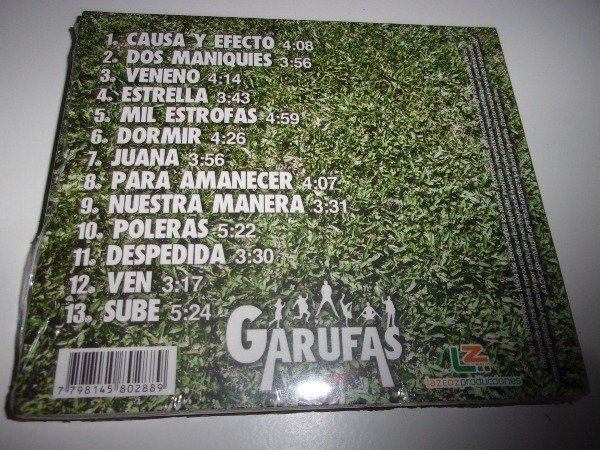 1. CAUSA Y EFECTO 4:08
2. DOS MANIQUIES 3:56
3. VENENO 4:14
4. ESTRELLA 3:43
5. MIL ESTROFAS 4:59
6. DORMIR 4:26
7. JUANA 3:56
8. PARA AMANECER 4:07
9. NUESTRA MANERA 3:31
10. POLERAS 5:22
11. DESPEDIDA 3:30
12. VEN 3:17
13. SUBE 5:24
GARUFAS
7 798145 802889
LZ
lazcozproducciones